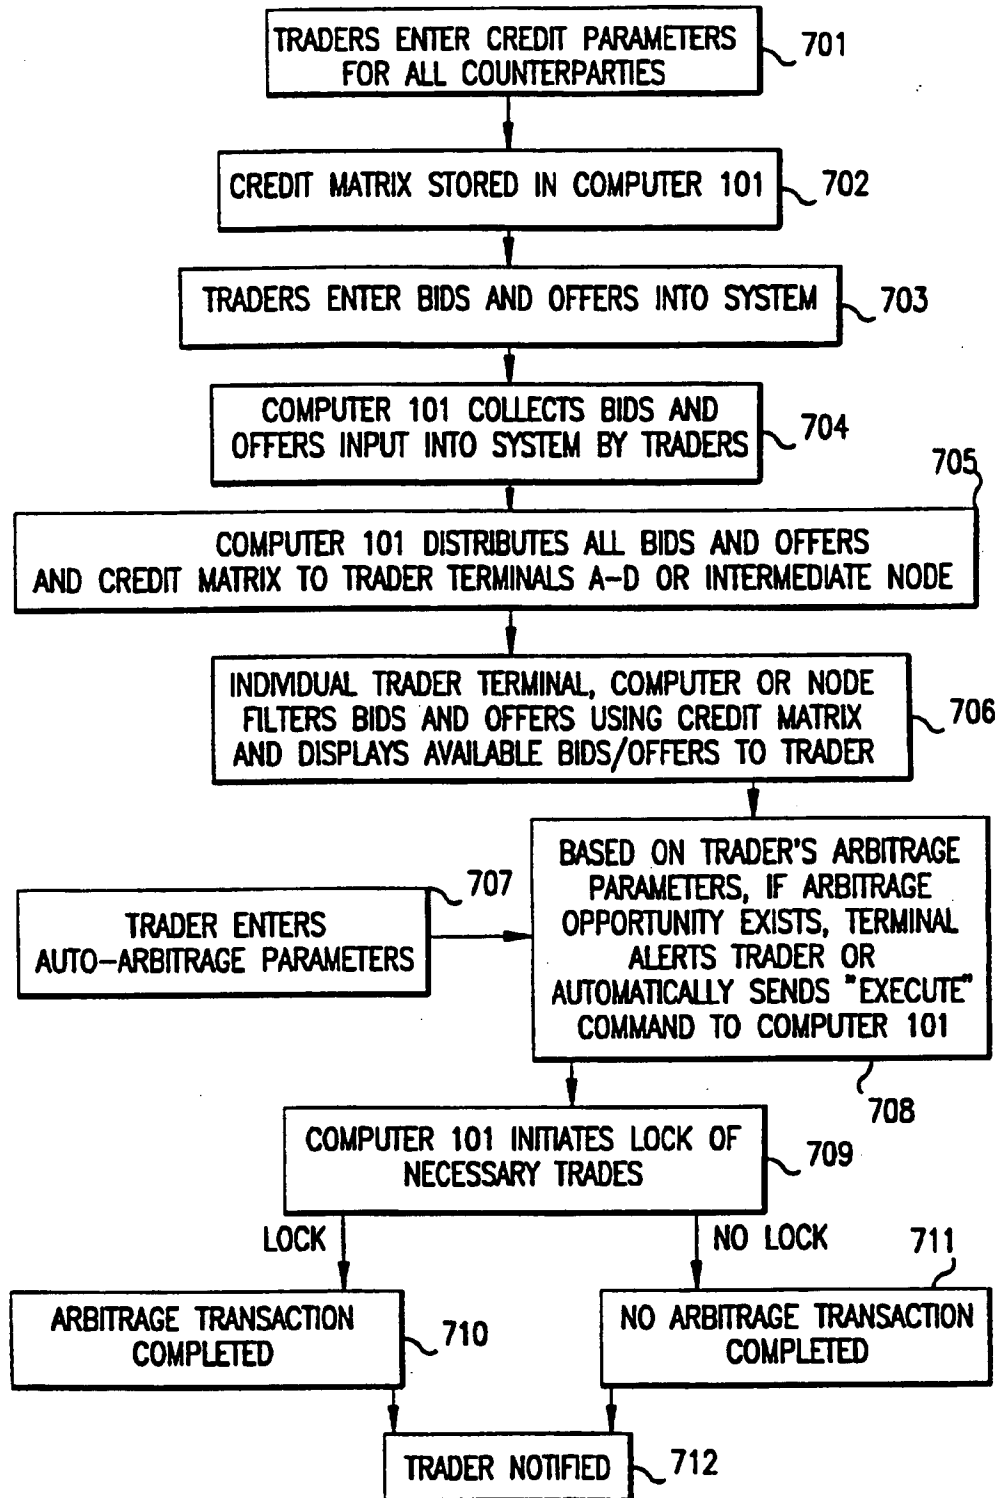 TRADERS ENTER CREDIT PARAMETERS
FOR ALL COUNTERPARTIES
701
CREDIT MATRIX STORED IN COMPUTER 101
702
TRADERS ENTER BIDS AND OFFERS INTO SYSTEM
703
COMPUTER 101 COLLECTS BIDS AND
OFFERS INPUT INTO SYSTEM BY TRADERS
704
705
COMPUTER 101 DISTRIBUTES ALL BIDS AND OFFERS
AND CREDIT MATRIX TO TRADER TERMINALS A-D OR INTERMEDIATE NODE
INDIVIDUAL TRADER TERMINAL, COMPUTER OR NODE
FILTERS BIDS AND OFFERS USING CREDIT MATRIX
AND DISPLAYS AVAILABLE BIDS/OFFERS TO TRADER
706
707
TRADER ENTERS
AUTO-ARBITRAGE PARAMETERS
BASED ON TRADER'S ARBITRAGE
PARAMETERS, IF ARBITRAGE
OPPORTUNITY EXISTS, TERMINAL
ALERTS TRADER OR
AUTOMATICALLY SENDS "EXECUTE"
COMMAND TO COMPUTER 101
708
COMPUTER 101 INITIATES LOCK OF
NECESSARY TRADES
709
LOCK
NO LOCK
711
ARBITRAGE TRANSACTION
COMPLETED
710
NO ARBITRAGE TRANSACTION
COMPLETED
TRADER NOTIFIED
712